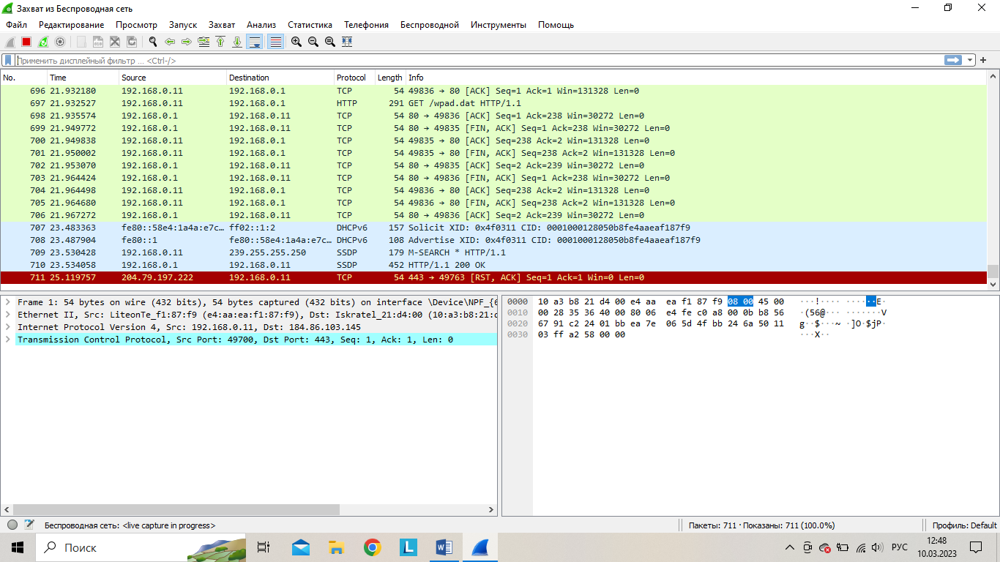 Захват из Беспроводная сеть
Файл Редактирование Просмотр Запуск Захват Анализ Статистика Телефония Беспроводной Инструменты Помощь
Применить дисплейный фильтр ... <Ctrl-/>
No. Time Source Destination Protocol Length Info
696 21.932180 192.168.0.11 192.168.0.1 TCP 54 49836 → 80 [ACK] Seq=1 Ack=1 Win=131328 Len=0
697 21.932527 192.168.0.11 192.168.0.1 HTTP 291 GET /wpad.dat HTTP/1.1
698 21.935574 192.168.0.1 192.168.0.11 TCP 54 80 → 49836 [ACK] Seq=1 Ack=238 Win=30272 Len=0
699 21.949772 192.168.0.1 192.168.0.11 TCP 54 80 → 49835 [FIN, ACK] Seq=1 Ack=238 Win=30272 Len=0
700 21.949838 192.168.0.11 192.168.0.1 TCP 54 49835 → 80 [ACK] Seq=238 Ack=2 Win=131328 Len=0
701 21.950002 192.168.0.11 192.168.0.1 TCP 54 49835 → 80 [FIN, ACK] Seq=238 Ack=2 Win=131328 Len=0
702 21.953070 192.168.0.1 192.168.0.11 TCP 54 80 → 49835 [ACK] Seq=2 Ack=239 Win=30272 Len=0
703 21.964424 192.168.0.1 192.168.0.11 TCP 54 80 → 49836 [FIN, ACK] Seq=1 Ack=238 Win=30272 Len=0
704 21.964498 192.168.0.11 192.168.0.1 TCP 54 49836 → 80 [ACK] Seq=238 Ack=2 Win=131328 Len=0
705 21.964680 192.168.0.11 192.168.0.1 TCP 54 49836 → 80 [FIN, ACK] Seq=238 Ack=2 Win=131328 Len=0
706 21.967272 192.168.0.1 192.168.0.11 TCP 54 80 → 49836 [ACK] Seq=2 Ack=239 Win=30272 Len=0
707 23.483363 fe80::58e4:1a4a:e7c… ff02::1:2 DHCPv6 157 Solicit XID: 0x4f0311 CID: 0001000128050b8fe4aaeaf187f9
708 23.487904 fe80::1 fe80::58e4:1a4a:e7c… DHCPv6 108 Advertise XID: 0x4f0311 CID: 0001000128050b8fe4aaeaf187f9
709 23.530428 192.168.0.11 239.255.255.250 SSDP 179 M-SEARCH * HTTP/1.1
710 23.534058 192.168.0.1 192.168.0.11 SSDP 452 HTTP/1.1 200 OK
711 25.119757 204.79.197.222 192.168.0.11 TCP 54 443 → 49763 [RST, ACK] Seq=1 Ack=1 Win=0 Len=0
Frame 1: 54 bytes on wire (432 bits), 54 bytes captured (432 bits) on interface \Device\NPF_{6
Ethernet II, Src: LiteonTe_f1:87:f9 (e4:aa:ea:f1:87:f9), Dst: Iskratel_21:d4:00 (10:a3:b8:21:d
Internet Protocol Version 4, Src: 192.168.0.11, Dst: 184.86.103.145
Transmission Control Protocol, Src Port: 49700, Dst Port: 443, Seq: 1, Ack: 1, Len: 0
0000 10 a3 b8 21 d4 00 e4 aa ea f1 87 f9 08 00 45 00 ···!···· ······E·
0010 00 28 35 36 40 00 80 06 e4 fe c0 a8 00 0b b8 56 ·(56@··· ·······V
0020 67 91 c2 24 01 bb ea 7e 06 5d 4f bb 24 6a 50 11 g··$···~ ·]O·$jP·
0030 03 ff a2 58 00 00 ···X··
Беспроводная сеть: <live capture in progress>
Пакеты: 711 · Показаны: 711 (100.0%)
Профиль: Default
Поиск
L
W
РУС
12:48
10.03.2023